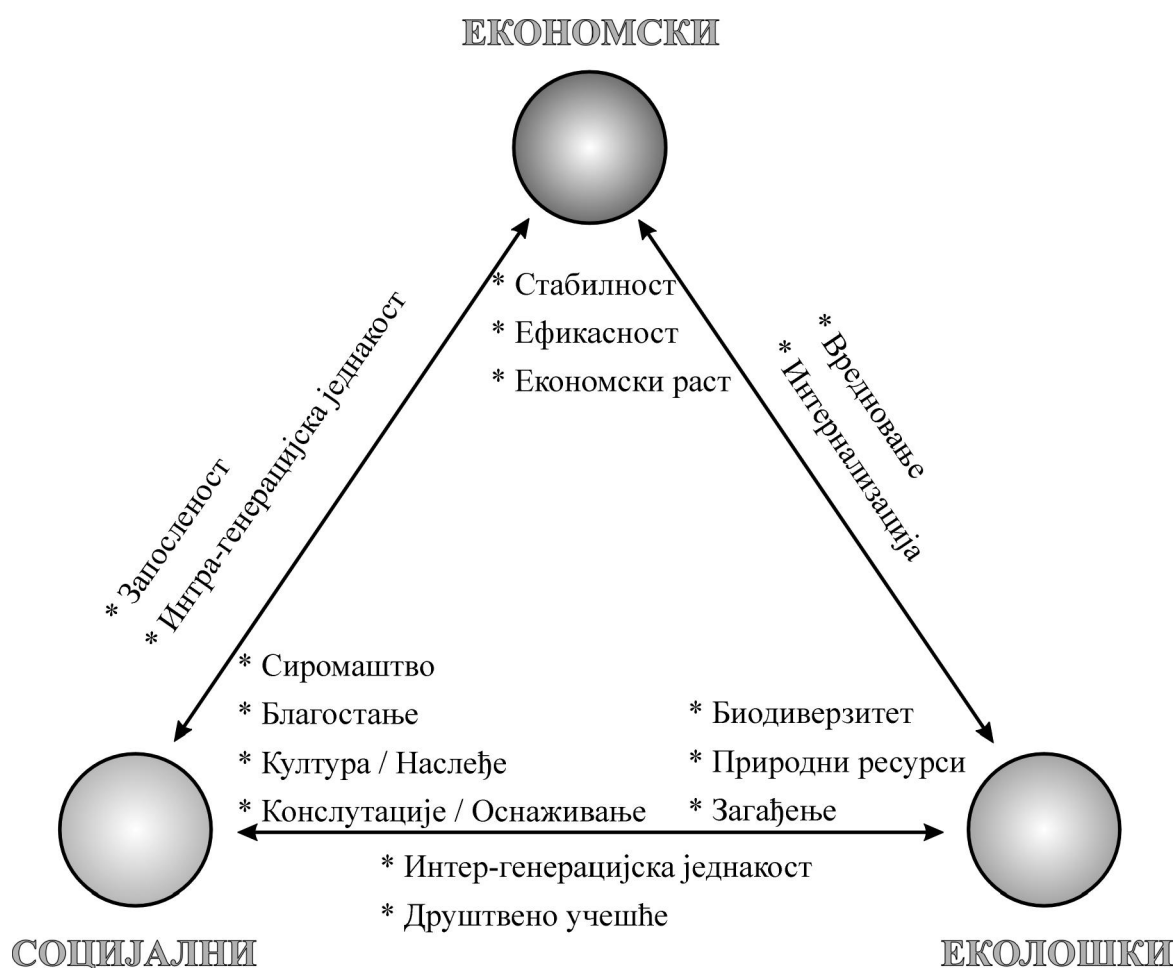 ЕКОНОМСКИ
* Стабилност
* Ефикасност
* Економски раст
* Запосленост
* Интра-генерацијска једнакост
* Вредновање
* Интернализација
* Сиромаштво
* Благостање
* Култура / Наслеђе
* Конслутације / Оснаживање
* Биодиверзитет
* Природни ресурси
* Загађење
* Интер-генерацијска једнакост
* Друштвено учешће
СОЦИЈАЛНИ
ЕКОЛОШКИ